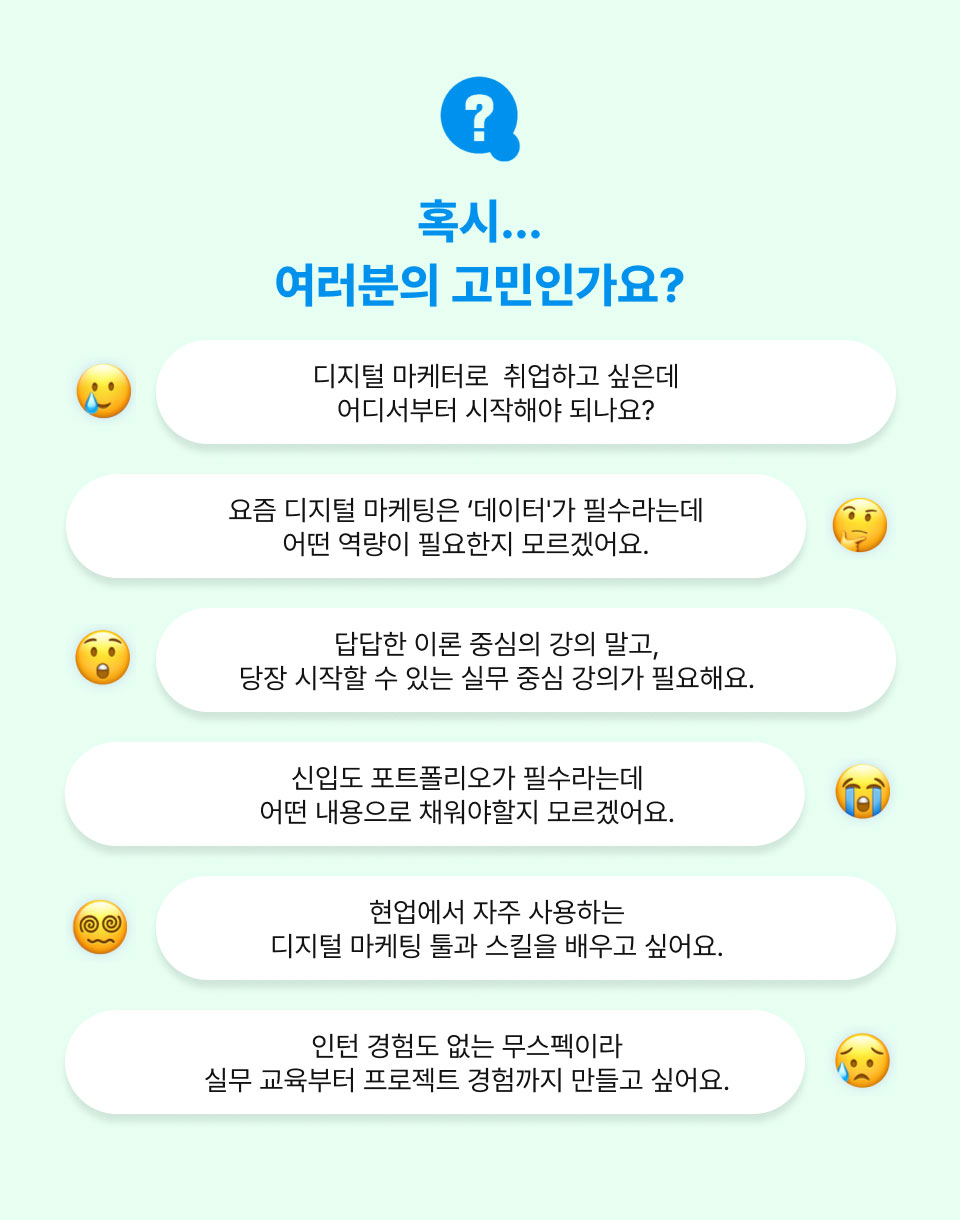 ?
혹시...
여러분의 고민인가요?
디지털 마케터로 취업하고 싶은데
어디서부터 시작해야 되나요?
요즘 디지털 마케팅은 ‘데이터'가 필수라는데
어떤 역량이 필요한지 모르겠어요.
답답한 이론 중심의 강의 말고,
당장 시작할 수 있는 실무 중심 강의가 필요해요.
신입도 포트폴리오가 필수라는데
어떤 내용으로 채워야할지 모르겠어요.
현업에서 자주 사용하는
디지털 마케팅 툴과 스킬을 배우고 싶어요.
인턴 경험도 없는 무스펙이라
실무 교육부터 프로젝트 경험까지 만들고 싶어요.